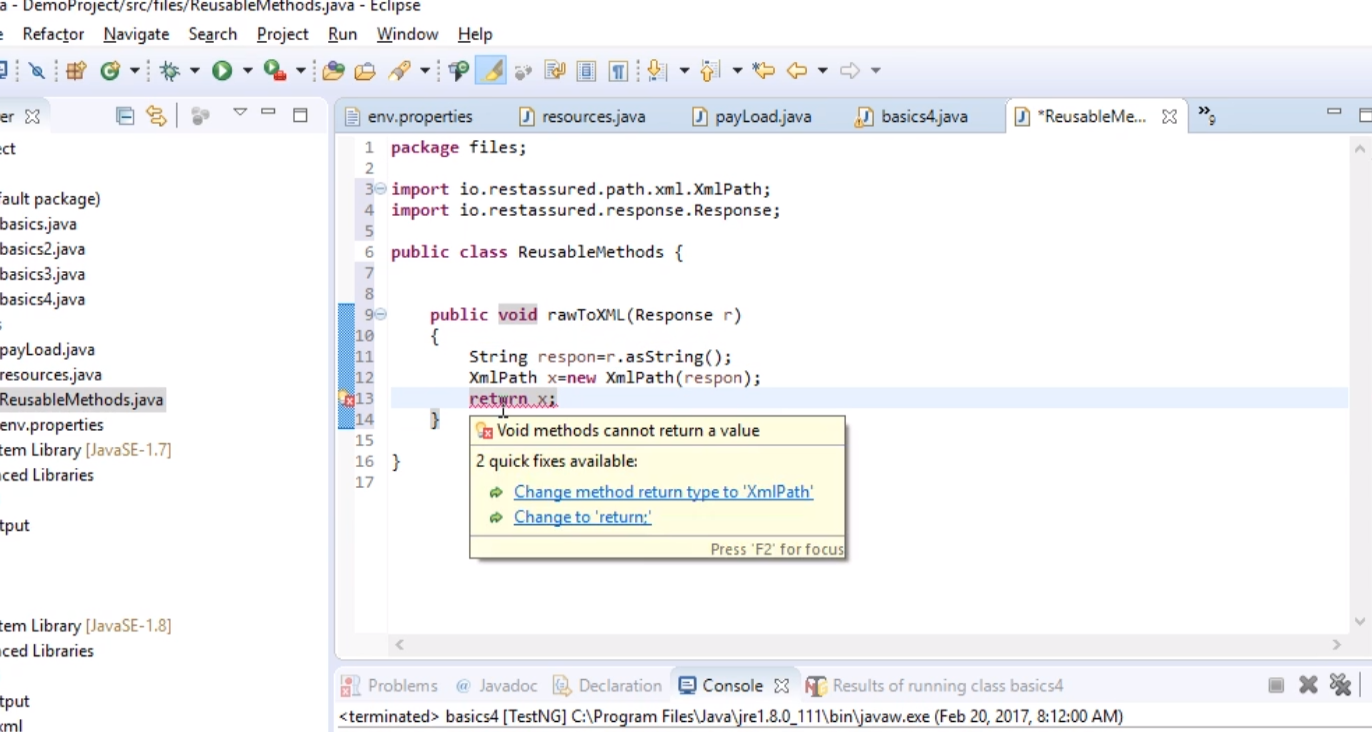 a - DemoProject/src/files/ReusableMethods.java - Eclipse
e Refactor Navigate Search Project Run Window Help
er
env.properties resources.java payLoad.java basics4.java *ReusableMe... »9
ect
fault package)
basics.java
basics2.java
basics3.java
basics4.java
s
payLoad.java
resources.java
ReusableMethods.java
env.properties
tem Library [JavaSE-1.7]
ced Libraries
tput
tem Library [JavaSE-1.8]
ced Libraries
tput
xml
1 package files;
2
3 import io.restassured.path.xml.XmlPath;
4 import io.restassured.response.Response;
5
6 public class ReusableMethods {
7
8
9 public void rawToXML(Response r)
10 {
11 String respon=r.asString();
12 XmlPath x=new XmlPath(respon);
13 return x;
14 }
15
16 }
17
Void methods cannot return a value
2 quick fixes available:
Change method return type to 'XmlPath'
Change to 'return;'
Press 'F2' for focus
Problems @ Javadoc Declaration Console Results of running class basics4
<terminated> basics4 [TestNG] C:\Program Files\Java\jre1.8.0_111\bin\javaw.exe (Feb 20, 2017, 8:12:00 AM)